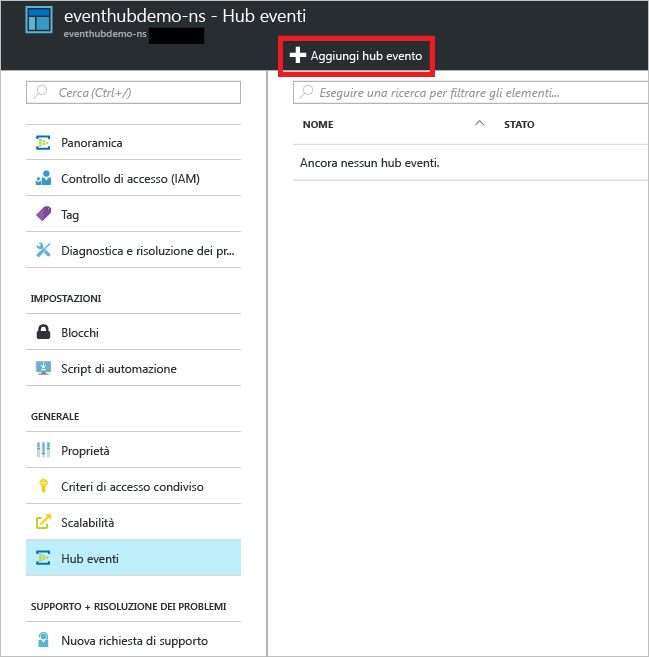 eventhubdemo-ns - Hub eventi
eventhubdemo-ns
Aggiungi hub evento
Cerca (Ctrl+/)
Panoramica
Controllo di accesso (IAM)
Tag
Diagnostica e risoluzione dei pr...
IMPOSTAZIONI
Blocchi
Script di automazione
GENERALE
Proprietà
Criteri di accesso condiviso
Scalabilità
Hub eventi
SUPPORTO + RISOLUZIONE DEI PROBLEMI
Nuova richiesta di supporto
Eseguire una ricerca per filtrare gli elementi...
NOME STATO
Ancora nessun hub eventi.